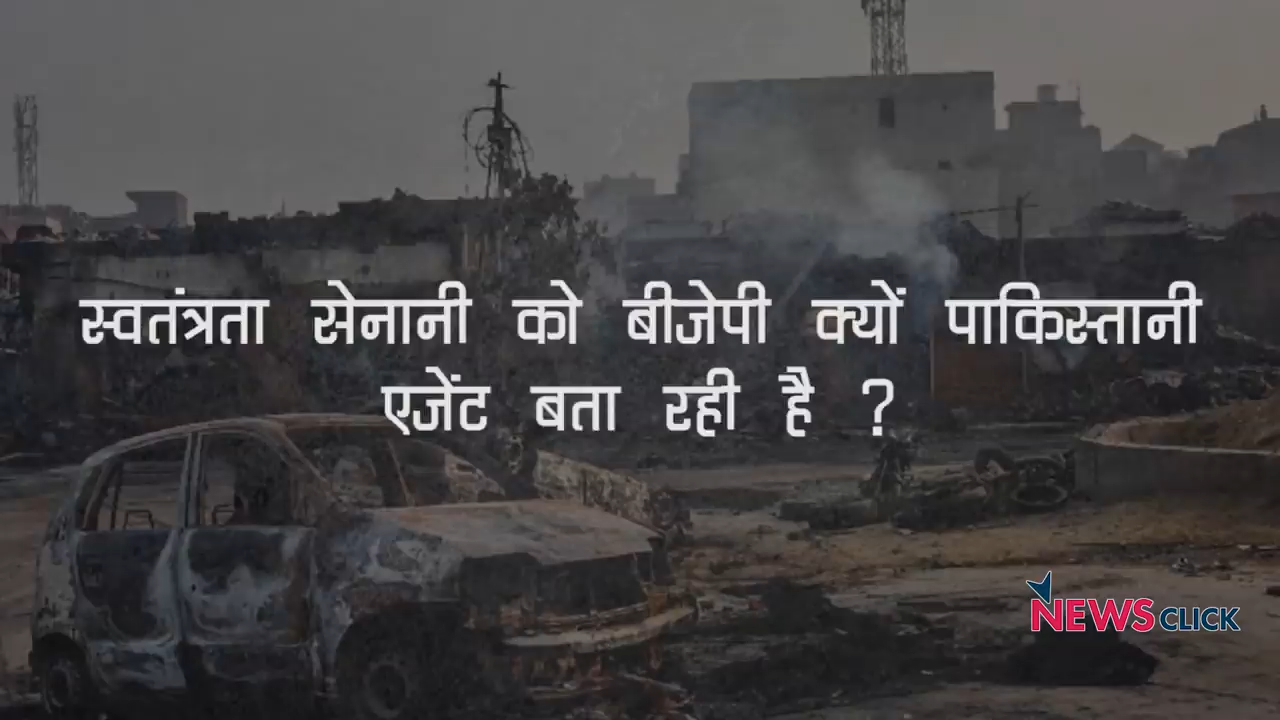 स्वतंत्रता सेनानी को बीजेपी क्यों पाकिस्तानी
एजेंट बता रही है ?
NEWSCLICK